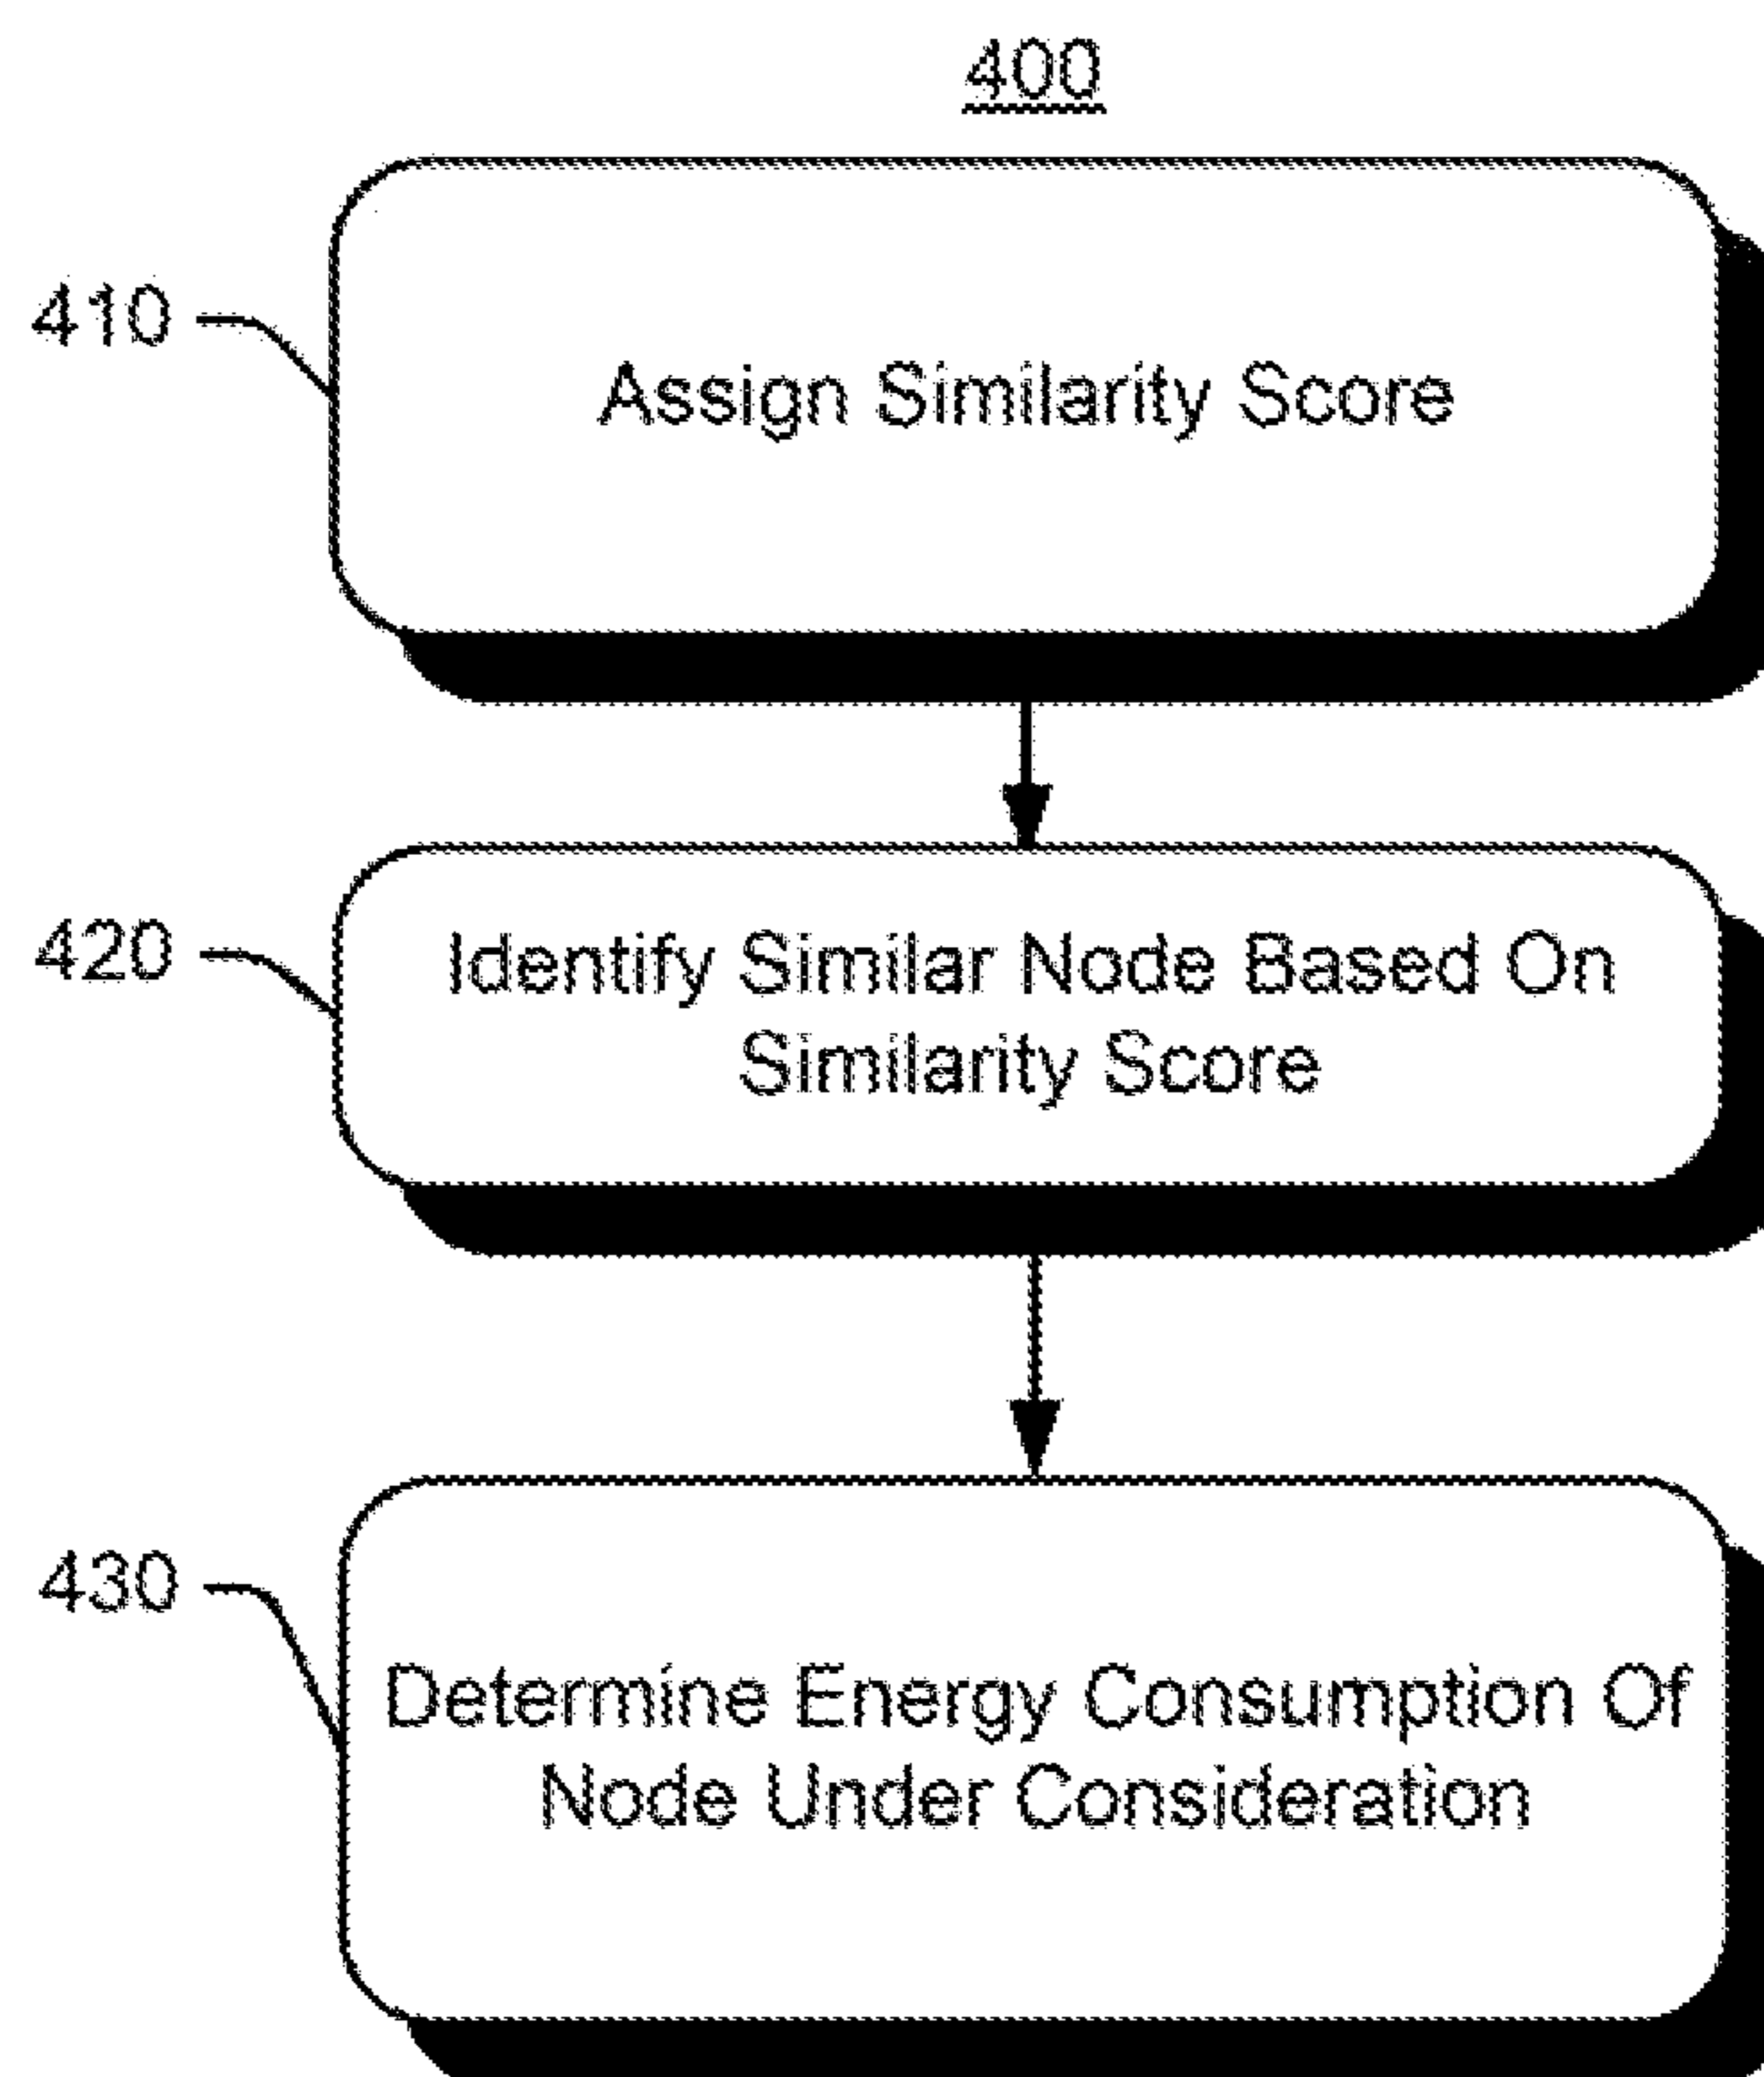 400
410
Assign Similarity Score
420
Identify Similar Node Based On
Similarity Score
430
Determine Energy Consumption Of
Node Under Consideration